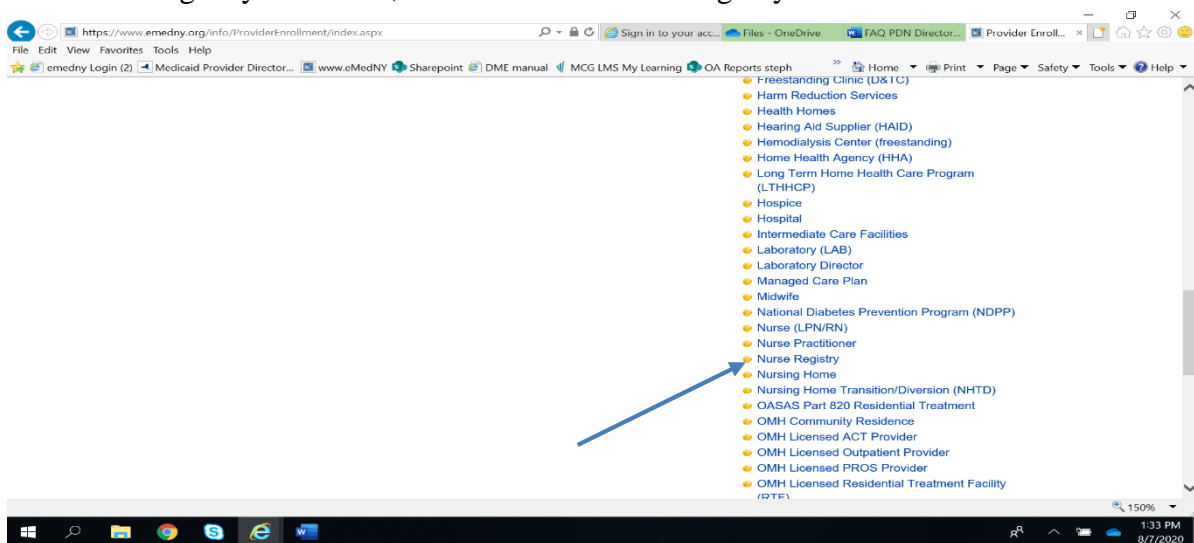 https://www.emedny.org/info/ProviderEnrollment/index.aspx
Sign in to your acc...
Files - OneDrive
FAQ PDN Director...
Provider Enroll...
File Edit View Favorites Tools Help
emedny Login (2) Medicaid Provider Director... www.eMedNY Sharepoint DME manual MCG LMS My Learning OA Reports steph Home Print Page Safety Tools Help
Freestanding Clinic (D&TC)
Harm Reduction Services
Health Homes
Hearing Aid Supplier (HAID)
Hemodialysis Center (freestanding)
Home Health Agency (HHA)
Long Term Home Health Care Program
(LTHHCP)
Hospice
Hospital
Intermediate Care Facilities
Laboratory (LAB)
Laboratory Director
Managed Care Plan
Midwife
National Diabetes Prevention Program (NDPP)
Nurse (LPN/RN)
Nurse Practitioner
Nurse Registry
Nursing Home
Nursing Home Transition/Diversion (NHTD)
OASAS Part 820 Residential Treatment
OMH Community Residence
OMH Licensed ACT Provider
OMH Licensed Outpatient Provider
OMH Licensed PROS Provider
OMH Licensed Residential Treatment Facility
(RTF)
150%
1:33 PM
8/7/2020